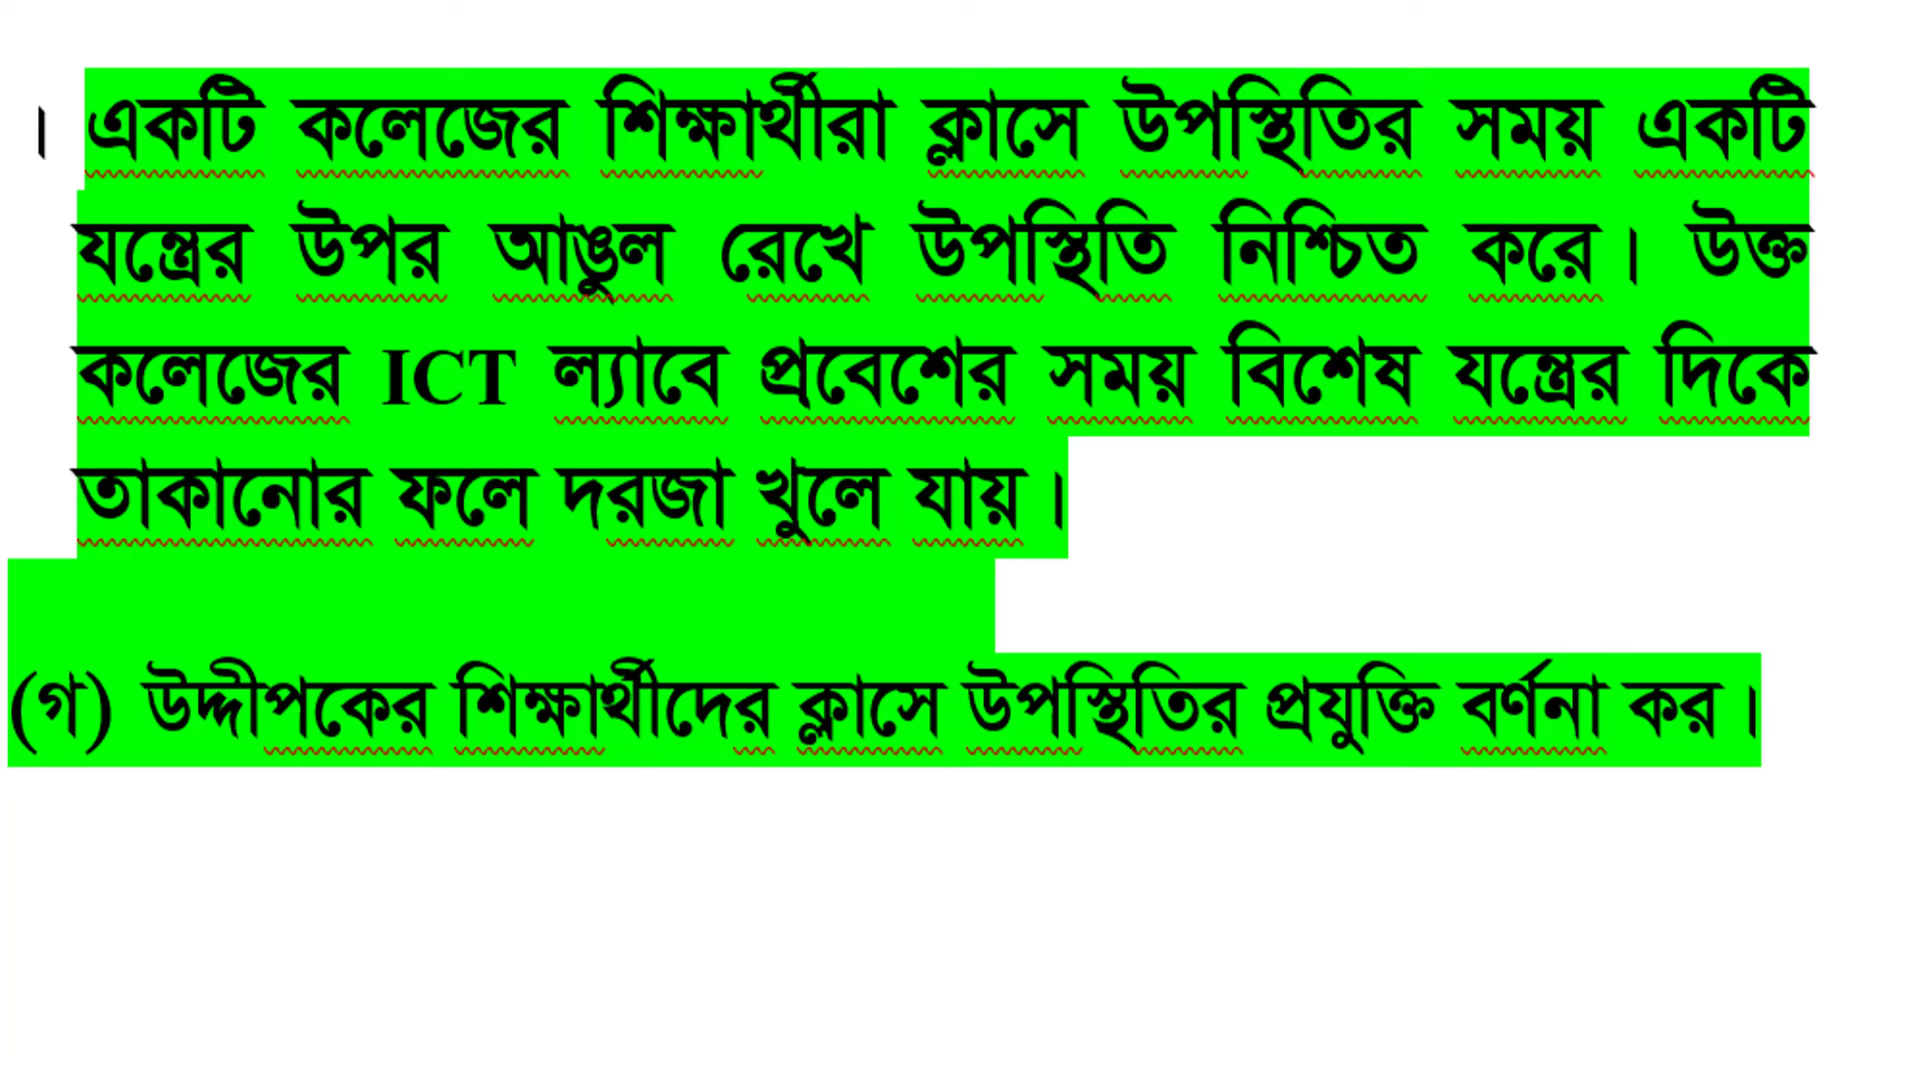 । একটি কলেজের শিক্ষার্থীরা ক্লাসে উপস্থিতির সময় একটি
যন্ত্রের উপর আঙুল রেখে উপস্থিতি নিশ্চিত করে। উক্ত
কলেজের ICT ল্যাবে প্রবেশের সময় বিশেষ যন্ত্রের দিকে
তাকানোর ফলে দরজা খুলে যায়।
(গ) উদ্দীপকের শিক্ষার্থীদের ক্লাসে উপস্থিতির প্রযুক্তি বর্ণনা কর।